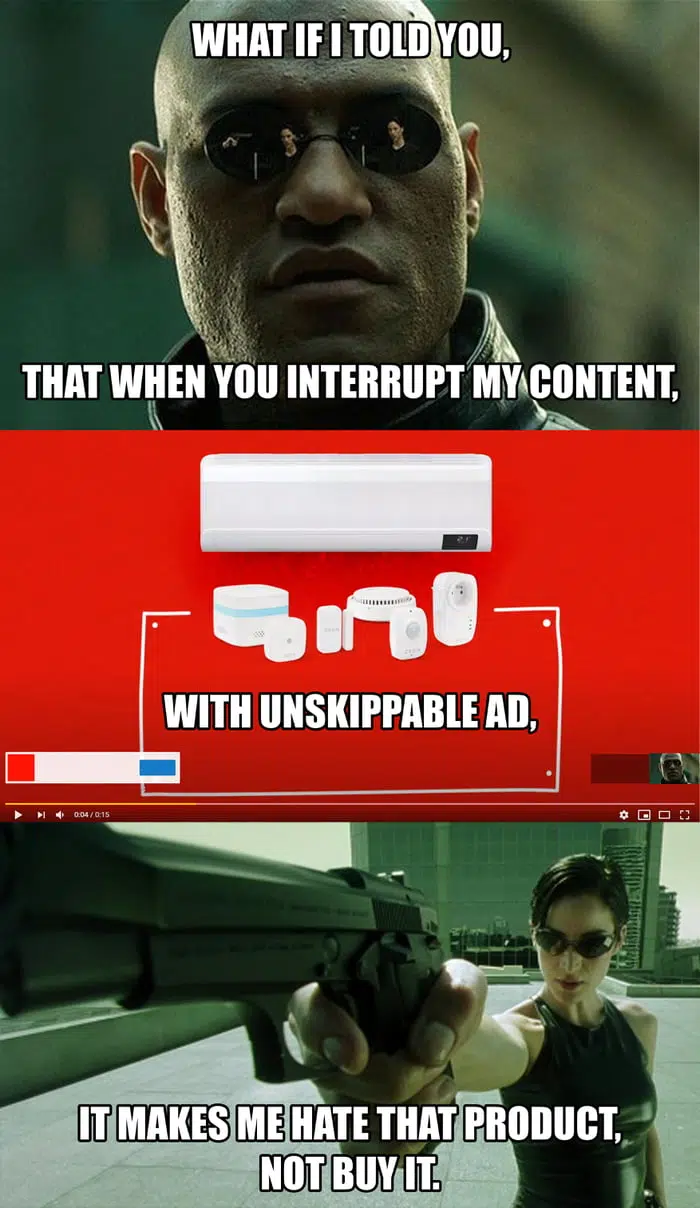 WHAT IF I TOLD YOU,
THAT WHEN YOU INTERRUPT MY CONTENT,
WITH UNSKIPPABLE AD,
0:04 / 0:15
IT MAKES ME HATE THAT PRODUCT,
NOT BUY IT.